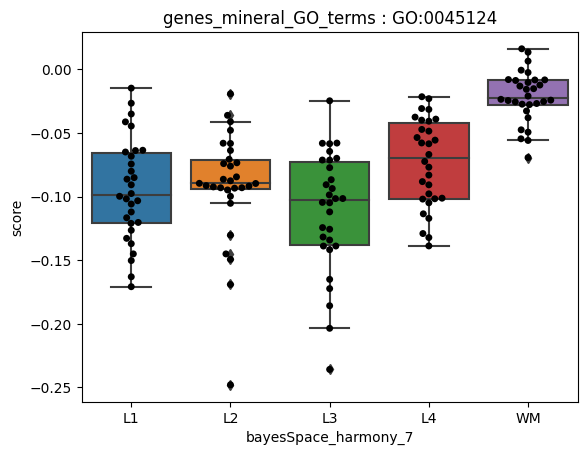 genes_mineral_GO_terms : GO:0045124
0.00
−0.05
−0.10
−0.15
−0.20
−0.25
score
L1 L2 L3 L4 WM
bayesSpace_harmony_7